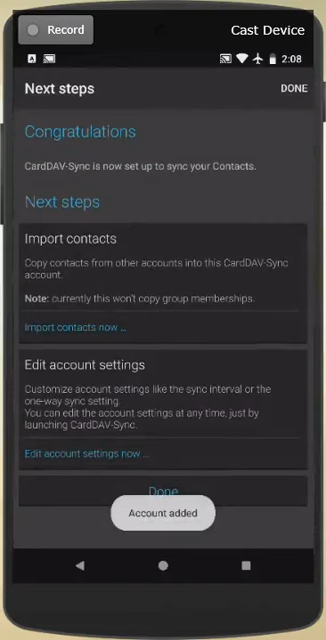 Record
Cast Device
A
2:08
Next steps
DONE
Congratulations
CardDAV-Sync is now set up to sync your Contacts.
Next steps
Import contacts
Copy contacts from other accounts into this CardDAV-Sync
account.
Note: currently this won't copy group memberships.
Import contacts now ...
Edit account settings
Customize account settings like the sync interval or the
one-way sync setting.
You can edit the account settings at any time, just by
launching CardDAV-Sync.
Edit account settings now ...
Done
Account added